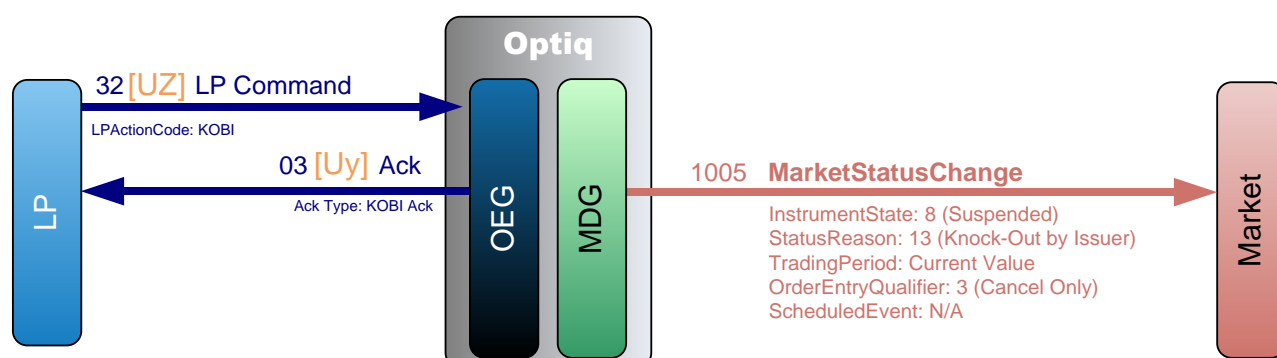 Optiq
32 [UZ] LP Command
LPActionCode: KOBI
03 [Uy] Ack
Ack Type: KOBI Ack
LP
OEG
MDG
1005 MarketStatusChange
InstrumentState: 8 (Suspended)
StatusReason: 13 (Knock-Out by Issuer)
TradingPeriod: Current Value
OrderEntryQualifier: 3 (Cancel Only)
ScheduledEvent: N/A
Market